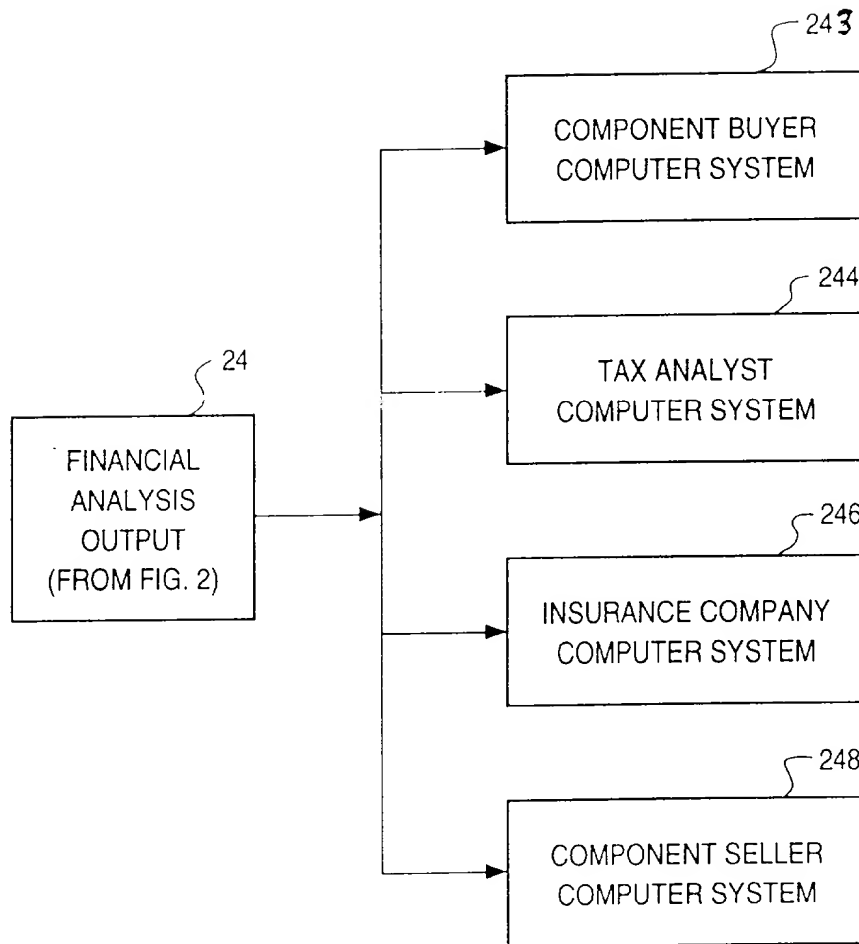 243
COMPONENT BUYER
COMPUTER SYSTEM
244
TAX ANALYST
COMPUTER SYSTEM
24
FINANCIAL
ANALYSIS
OUTPUT
(FROM FIG. 2)
246
INSURANCE COMPANY
COMPUTER SYSTEM
248
COMPONENT SELLER
COMPUTER SYSTEM